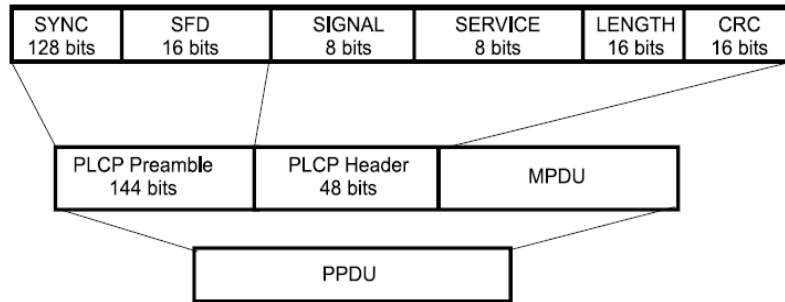 SYNC
128 bits
SFD
16 bits
SIGNAL
8 bits
SERVICE
8 bits
LENGTH
16 bits
CRC
16 bits
PLCP Preamble
144 bits
PLCP Header
48 bits
MPDU
PPDU